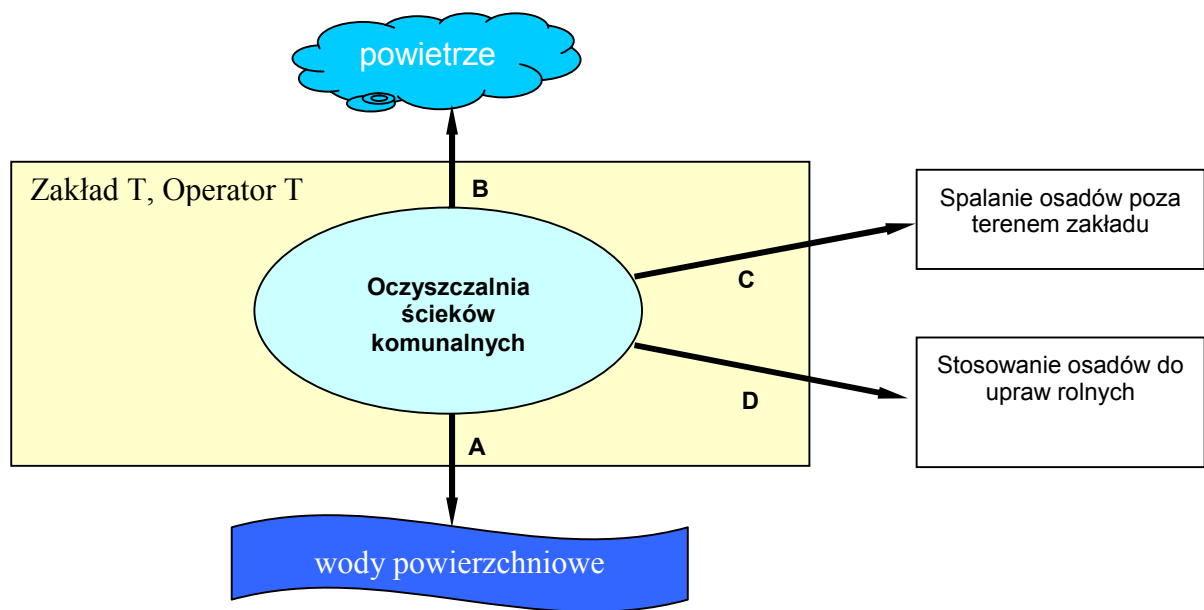 powietrze
Zakład T, Operator T
B
Spalanie osadów poza
terenem zakładu
C
Oczyszczalnia
ścieków
komunalnych
Stosowanie osadów do
upraw rolnych
D
A
wody powierzchniowe